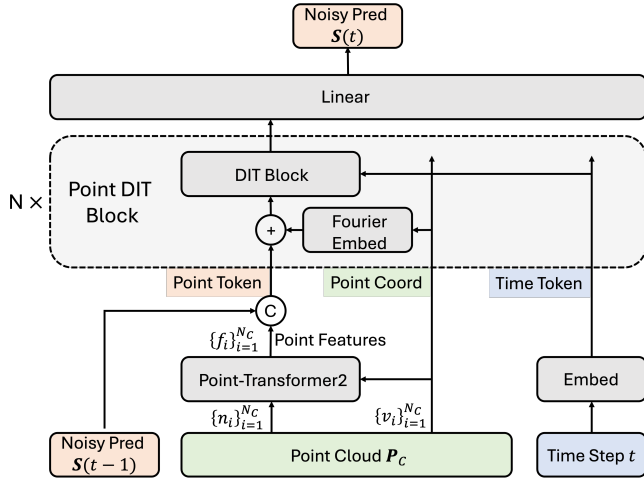 Noisy Pred
S(t)
Linear
N ×
Point DIT
Block
DIT Block
+
Fourier
Embed
Point Token
Point Coord
Time Token
C
{f_i}_{i=1}^{N_C}
Point Features
Point-Transformer2
Embed
{n_i}_{i=1}^{N_C}
{v_i}_{i=1}^{N_C}
Noisy Pred
S(t − 1)
Point Cloud P_C
Time Step t